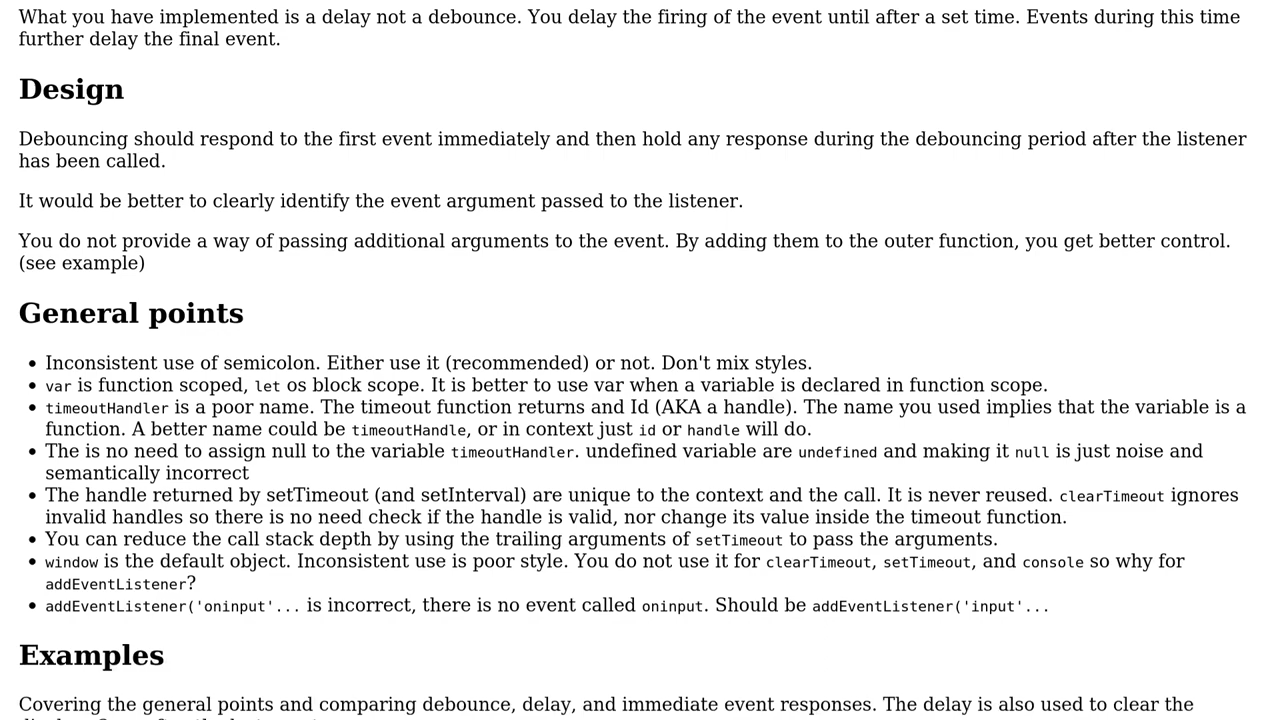 What you have implemented is a delay not a debounce. You delay the firing of the event until after a set time. Events during this time
further delay the final event.
Design
Debouncing should respond to the first event immediately and then hold any response during the debouncing period after the listener
has been called.
It would be better to clearly identify the event argument passed to the listener.
You do not provide a way of passing additional arguments to the event. By adding them to the outer function, you get better control.
(see example)
General points
• Inconsistent use of semicolon. Either use it (recommended) or not. Don't mix styles.
• var is function scoped, let os block scope. It is better to use var when a variable is declared in function scope.
• timeoutHandler is a poor name. The timeout function returns and Id (AKA a handle). The name you used implies that the variable is a
function. A better name could be timeoutHandle, or in context just id or handle will do.
• The is no need to assign null to the variable timeoutHandler. undefined variable are undefined and making it null is just noise and
semantically incorrect
• The handle returned by setTimeout (and setInterval) are unique to the context and the call. It is never reused. clearTimeout ignores
invalid handles so there is no need check if the handle is valid, nor change its value inside the timeout function.
• You can reduce the call stack depth by using the trailing arguments of setTimeout to pass the arguments.
• window is the default object. Inconsistent use is poor style. You do not use it for clearTimeout, setTimeout, and console so why for
addEventListener?
• addEventListener('oninput'... is incorrect, there is no event called oninput. Should be addEventListener('input'...
Examples
Covering the general points and comparing debounce, delay, and immediate event responses. The delay is also used to clear the